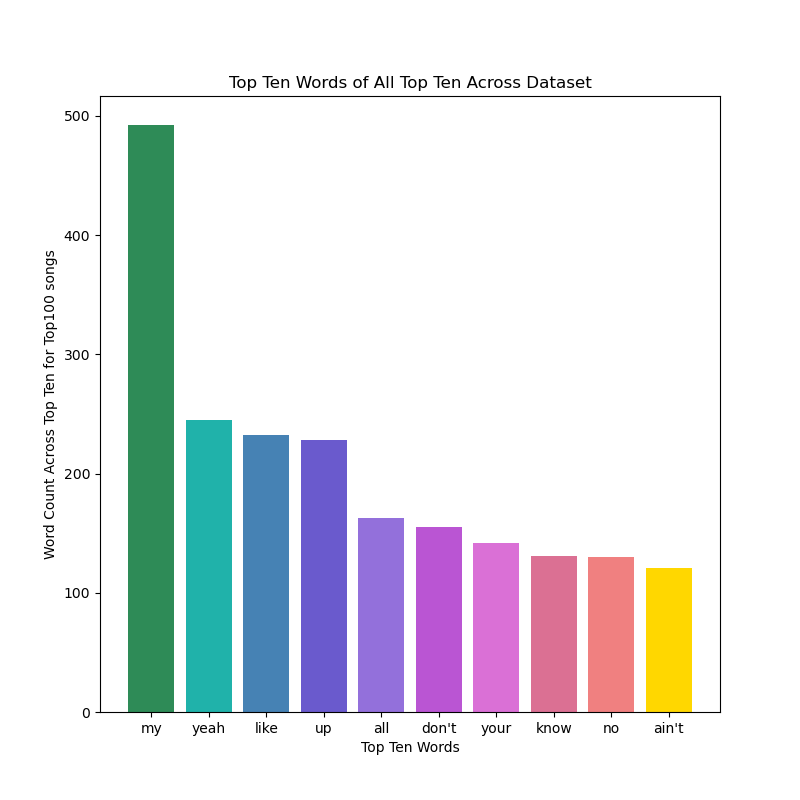 Top Ten Words of All Top Ten Across Dataset
Word Count Across Top Ten for Top100 songs
500
400
300
200
100
0
my yeah like up all don't your know no ain't
Top Ten Words